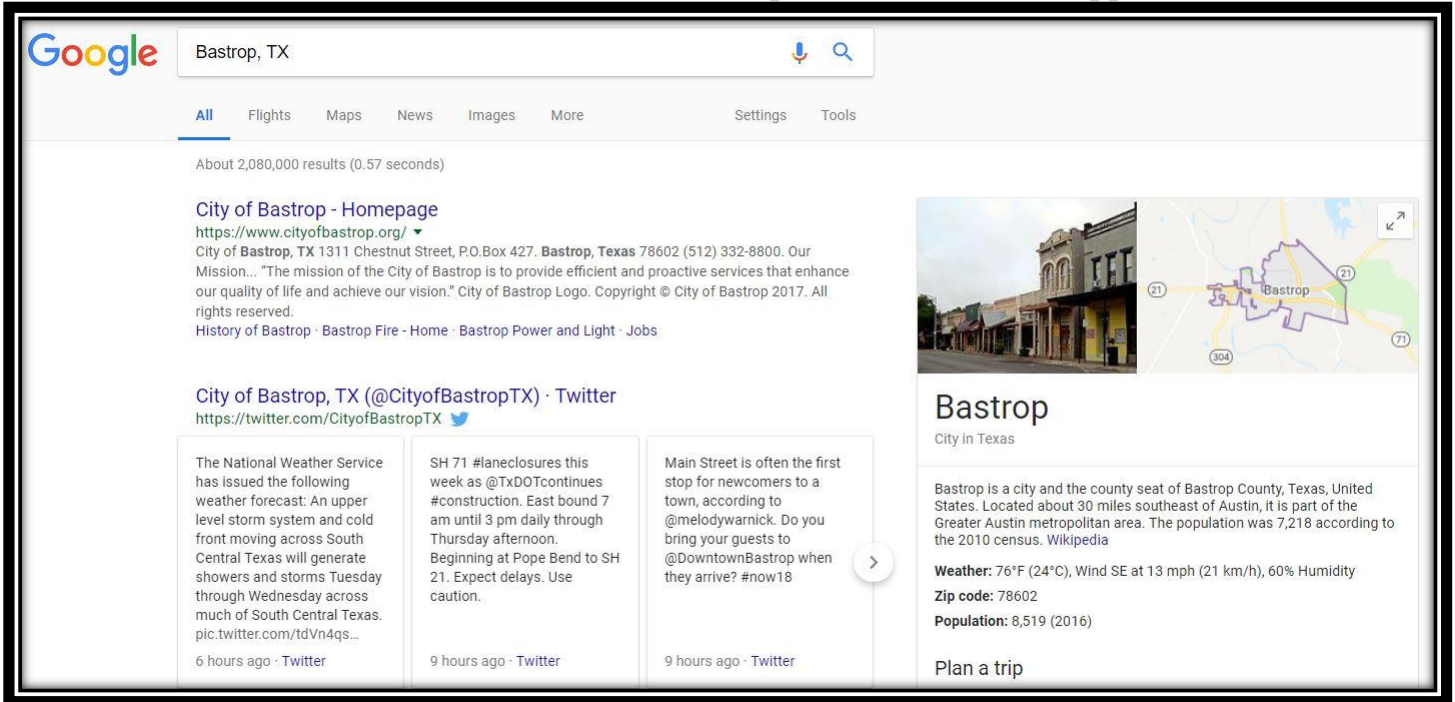 Google
Bastrop, TX
All Flights Maps News Images More Settings Tools
About 2,080,000 results (0.57 seconds)
City of Bastrop - Homepage
https://www.cityofbastrop.org/
City of Bastrop, TX 1311 Chestnut Street, P.O.Box 427. Bastrop, Texas 78602 (512) 332-8800. Our
Mission... "The mission of the City of Bastrop is to provide efficient and proactive services that enhance
our quality of life and achieve our vision." City of Bastrop Logo. Copyright © City of Bastrop 2017. All
rights reserved.
History of Bastrop · Bastrop Fire - Home · Bastrop Power and Light · Jobs
City of Bastrop, TX (@CityofBastropTX) · Twitter
https://twitter.com/CityofBastropTX
The National Weather Service
has issued the following
weather forecast: An upper
level storm system and cold
front moving across South
Central Texas will generate
showers and storms Tuesday
through Wednesday across
much of South Central Texas.
pic.twitter.com/tdVn4qs...
6 hours ago · Twitter
SH 71 #laneclosures this
week as @TxDOTcontinues
#construction. East bound 7
am until 3 pm daily through
Thursday afternoon.
Beginning at Pope Bend to SH
21. Expect delays. Use
caution.
9 hours ago · Twitter
Main Street is often the first
stop for newcomers to a
town, according to
@melodywarnick. Do you
bring your guests to
@DowntownBastrop when
they arrive? #now18
9 hours ago · Twitter
21
21
Bastrop
71
304
Bastrop
City in Texas
Bastrop is a city and the county seat of Bastrop County, Texas, United
States. Located about 30 miles southeast of Austin, it is part of the
Greater Austin metropolitan area. The population was 7,218 according to
the 2010 census. Wikipedia
Weather: 76°F (24°C), Wind SE at 13 mph (21 km/h), 60% Humidity
Zip code: 78602
Population: 8,519 (2016)
Plan a trip